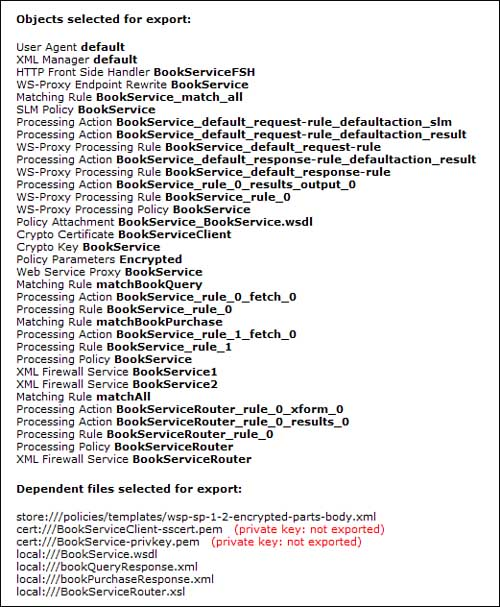 Objects selected for export:
User Agent default
XML Manager default
HTTP Front Side Handler BookServiceFSH
WS-Proxy Endpoint Rewrite BookService
Matching Rule BookService_match_all
SLM Policy BookService
Processing Action BookService_default_request-rule_defaultaction_slm
Processing Action BookService_default_request-rule_defaultaction_result
WS-Proxy Processing Rule BookService_default_request-rule
Processing Action BookService_default_response-rule_defaultaction_result
WS-Proxy Processing Rule BookService_default_response-rule
Processing Action BookService_rule_0_results_output_0
WS-Proxy Processing Rule BookService_rule_0
WS-Proxy Processing Policy BookService
Policy Attachment BookService_BookService.wsdl
Crypto Certificate BookServiceClient
Crypto Key BookService
Policy Parameters Encrypted
Web Service Proxy BookService
Matching Rule matchBookQuery
Processing Action BookService_rule_0_fetch_0
Processing Rule BookService_rule_0
Matching Rule matchBookPurchase
Processing Action BookService_rule_1_fetch_0
Processing Rule BookService_rule_1
Processing Policy BookService
XML Firewall Service BookService1
XML Firewall Service BookService2
Matching Rule matchAll
Processing Action BookServiceRouter_rule_0_xform_0
Processing Action BookServiceRouter_rule_0_results_0
Processing Rule BookServiceRouter_rule_0
Processing Policy BookServiceRouter
XML Firewall Service BookServiceRouter
Dependent files selected for export:
store:///policies/templates/wsp-sp-1-2-encrypted-parts-body.xml
cert:///BookServiceClient-sscert.pem (private key: not exported)
cert:///BookService-privkey.pem (private key: not exported)
local:///BookService.wsdl
local:///bookQueryResponse.xml
local:///bookPurchaseResponse.xml
local:///BookServiceRouter.xsl